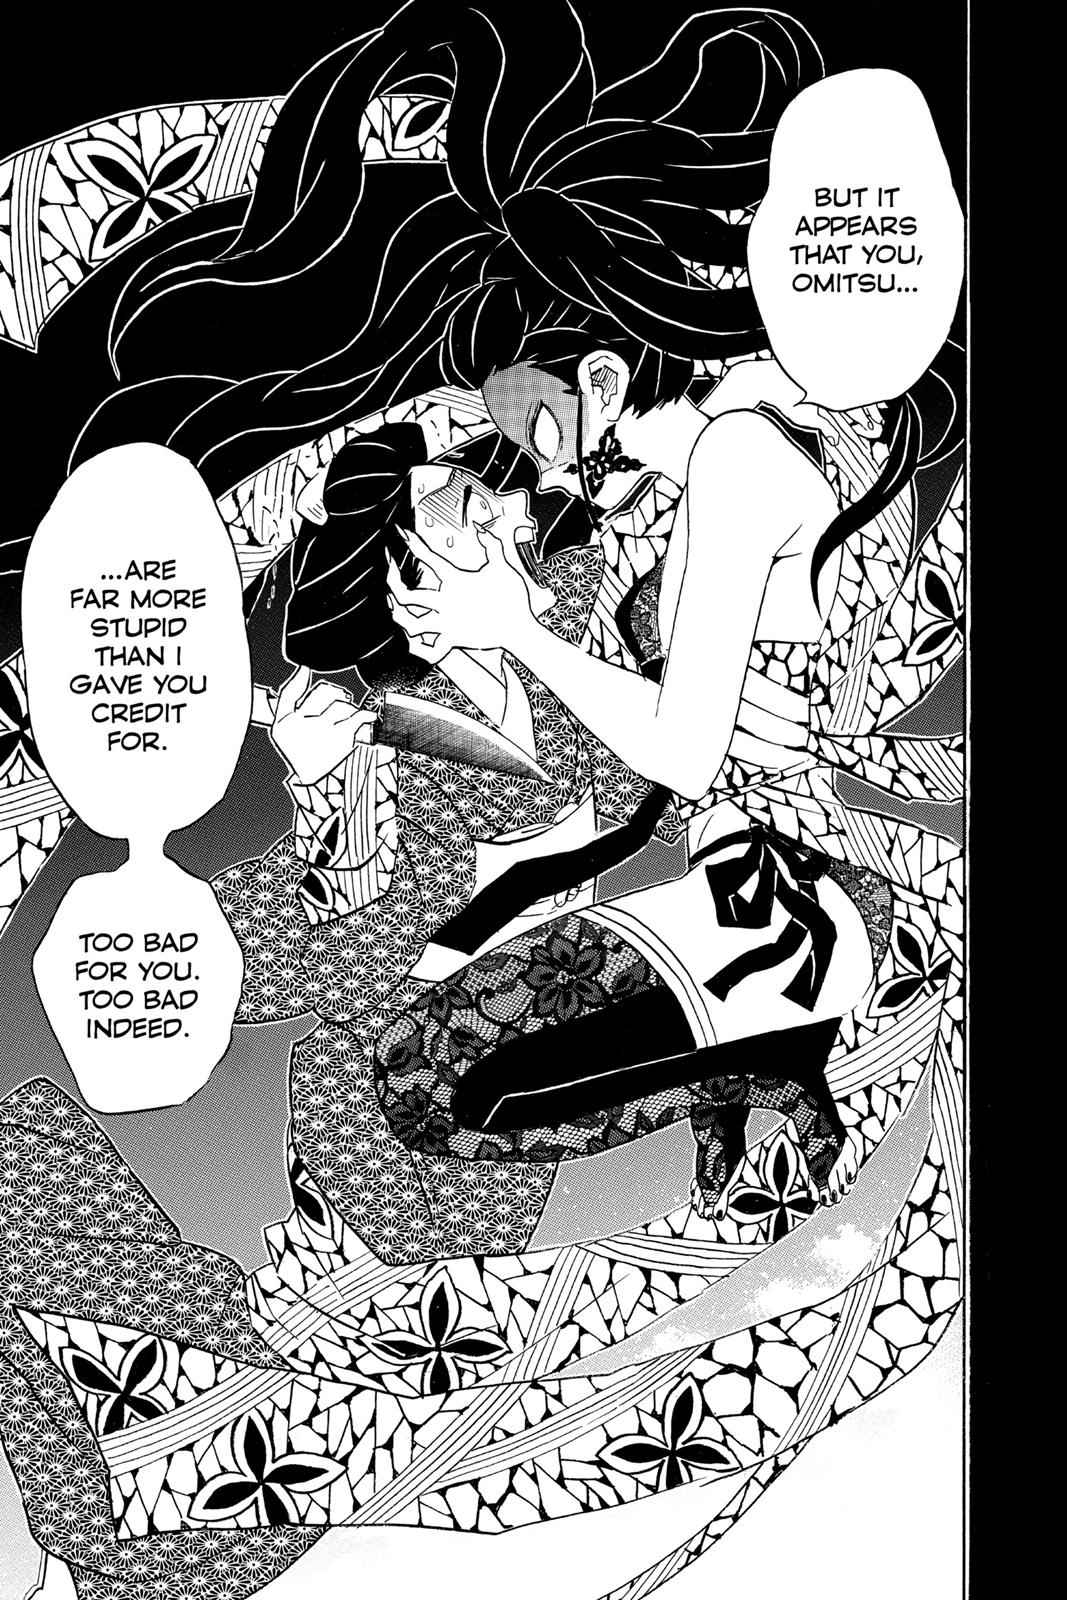 BUT IT
APPEARS
THAT YOU,
OMITSU...
...ARE
FAR MORE
STUPID
THAN I
GAVE YOU
CREDIT
FOR.
TOO BAD
FOR YOU.
TOO BAD
INDEED.